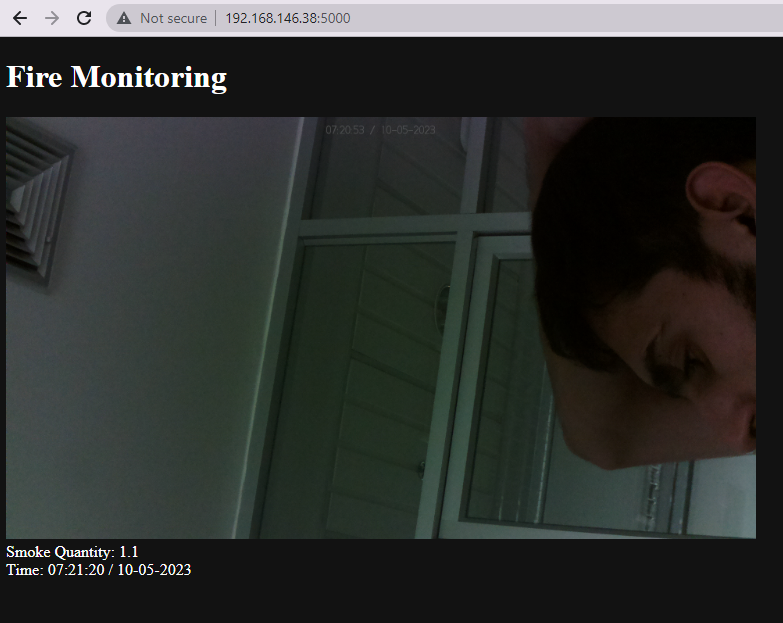 Not secure | 192.168.146.38:5000
Fire Monitoring
07:20:53 / 10-05-2023
Smoke Quantity: 1.1
Time: 07:21:20 / 10-05-2023